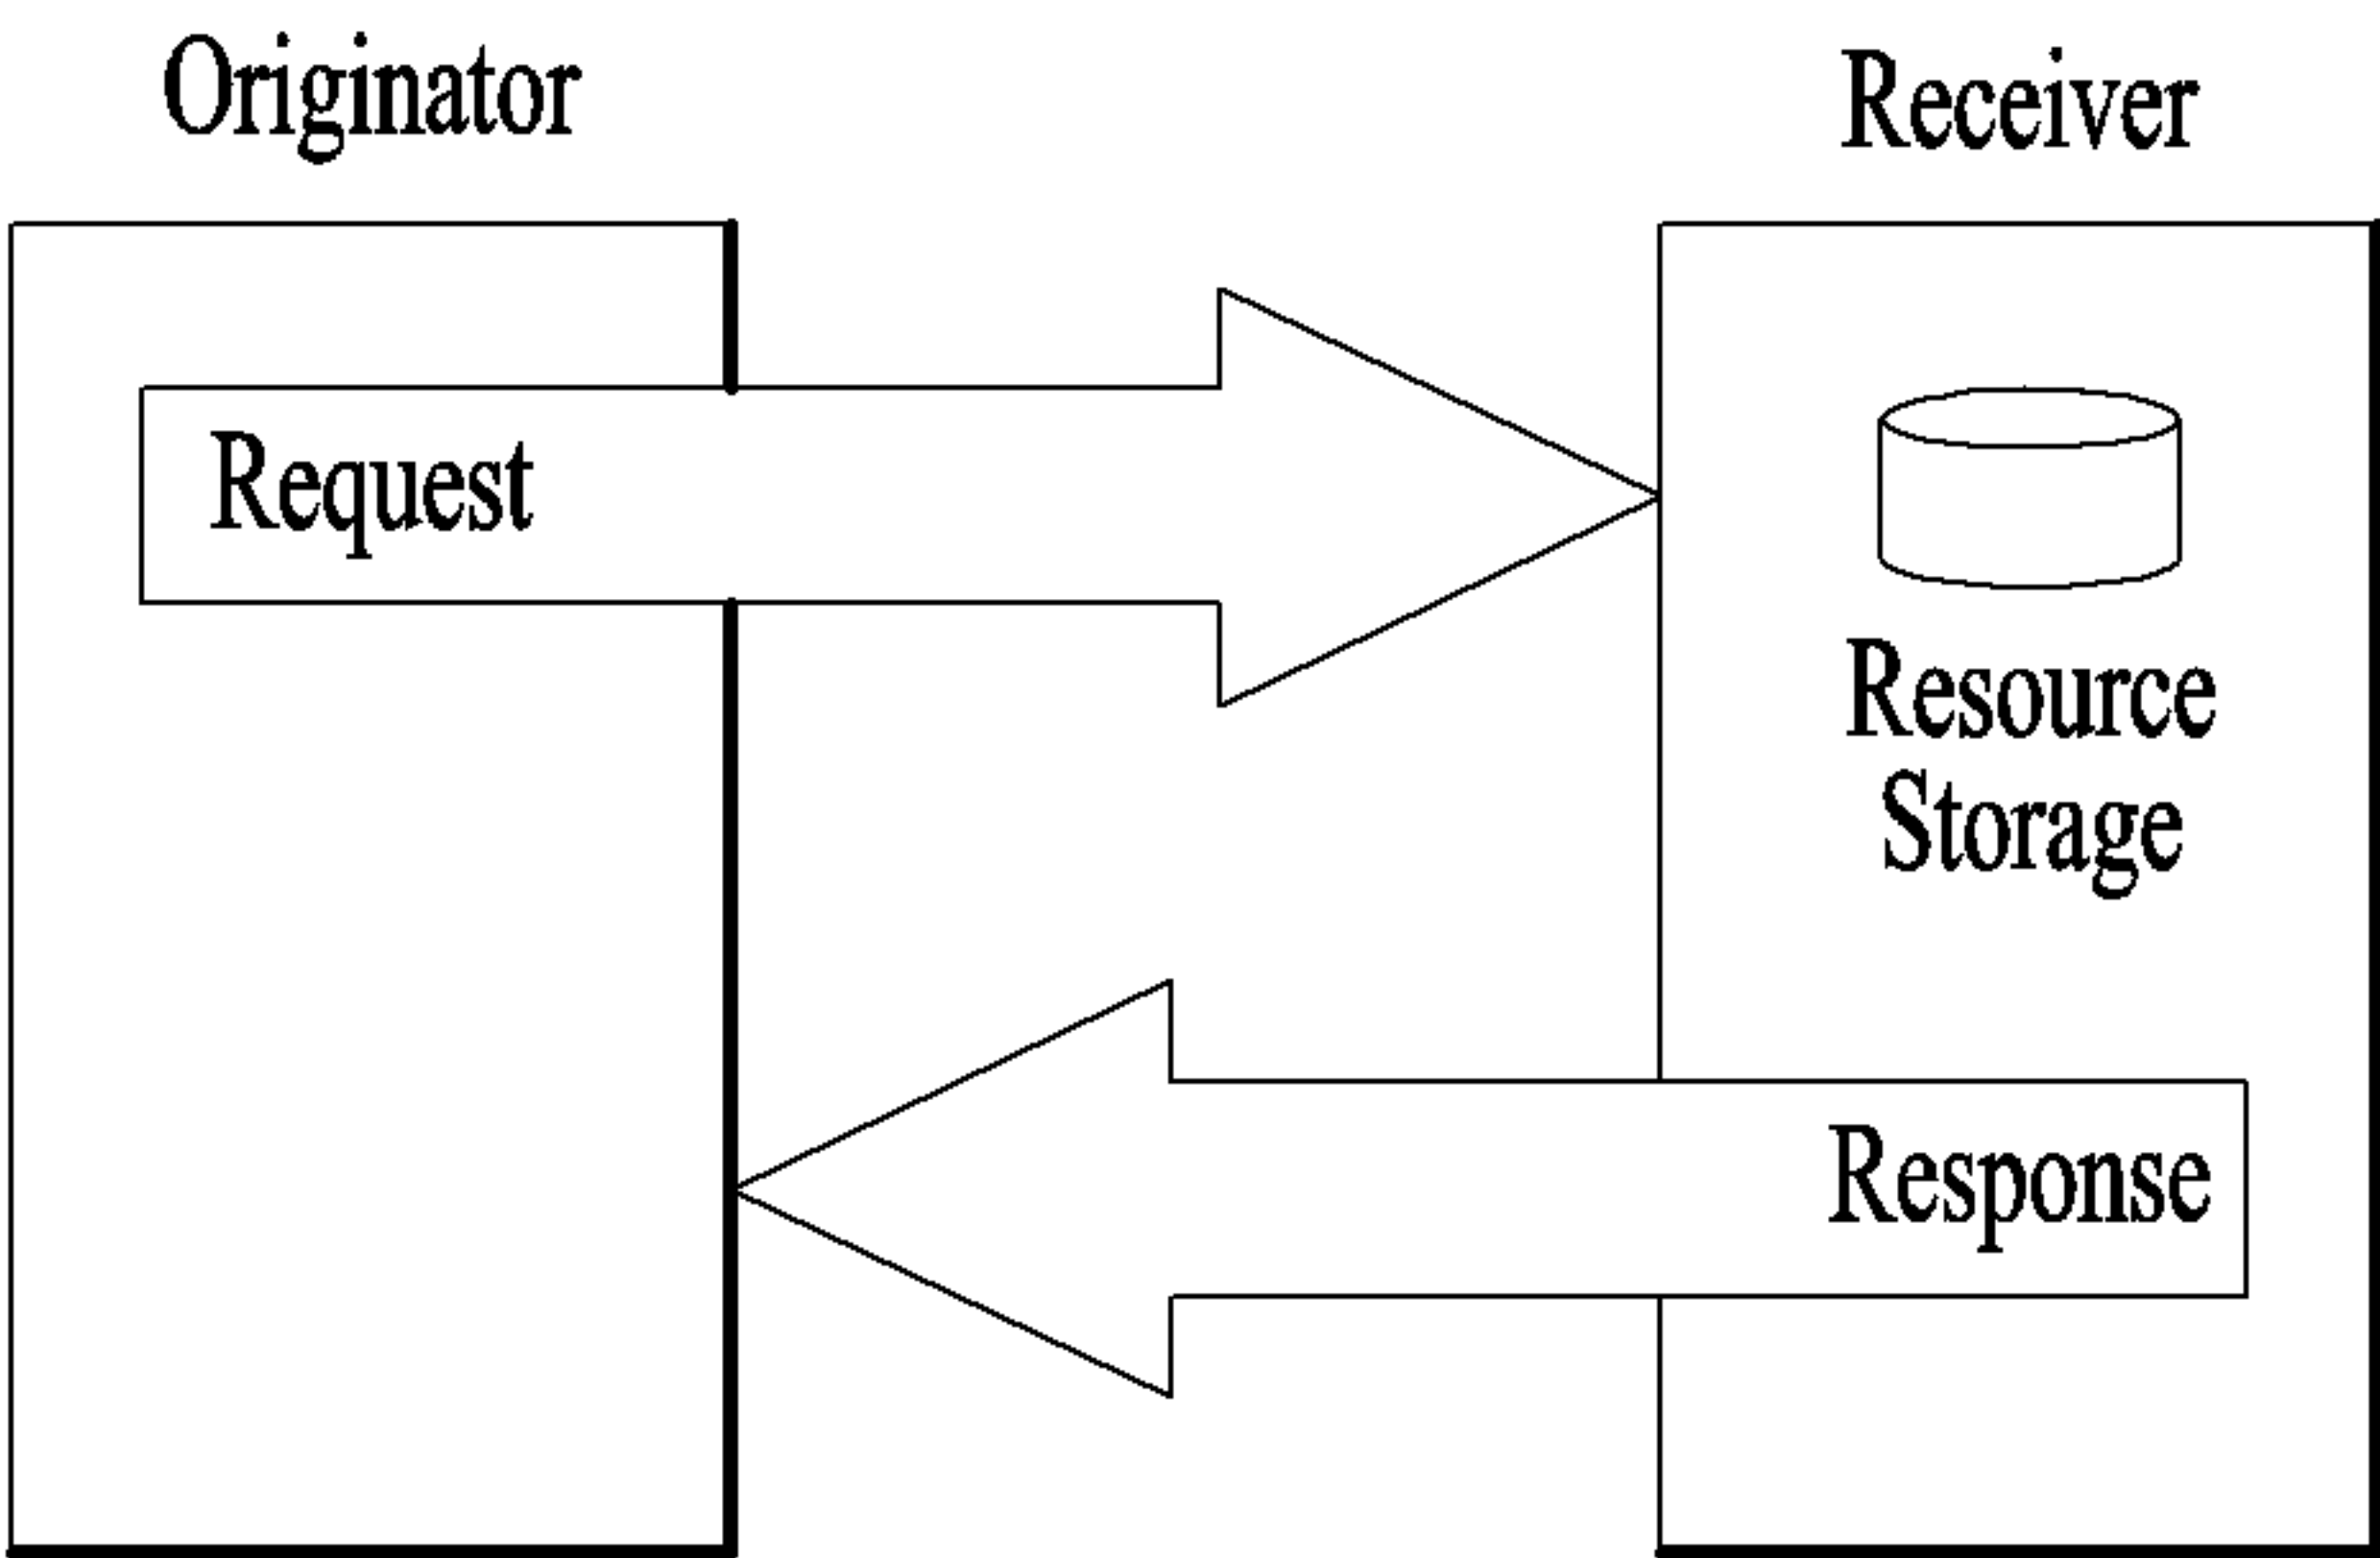 Originator
Receiver
Request
Resource
Storage
Response